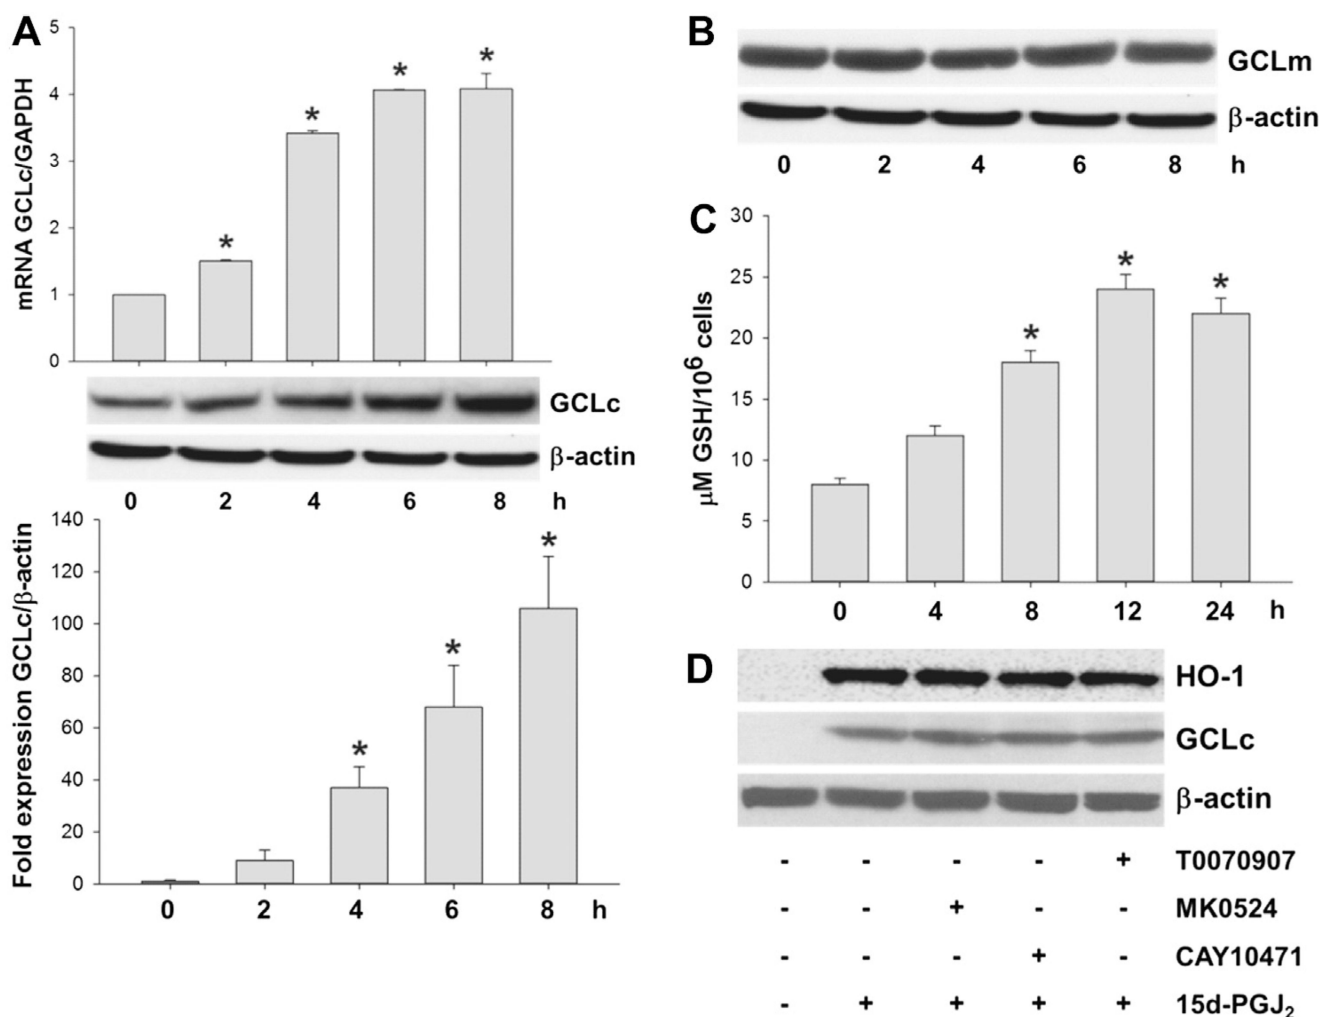 A
mRNA GCLc/GAPDH
5
4
3
2
1
0
* * * *
GCLc
β-actin
0 2 4 6 8 h
Fold expression GCLc/β-actin
140
120
100
80
60
40
20
0
* * *
0 2 4 6 8 h
B
GCLm
β-actin
0 2 4 6 8 h
C
μM GSH/10⁶ cells
30
25
20
15
10
5
0
* * *
0 4 8 12 24 h
D
HO-1
GCLc
β-actin
- - - - + T0070907
- - + - - MK0524
- - - + - CAY10471
- + + + + 15d-PGJ₂